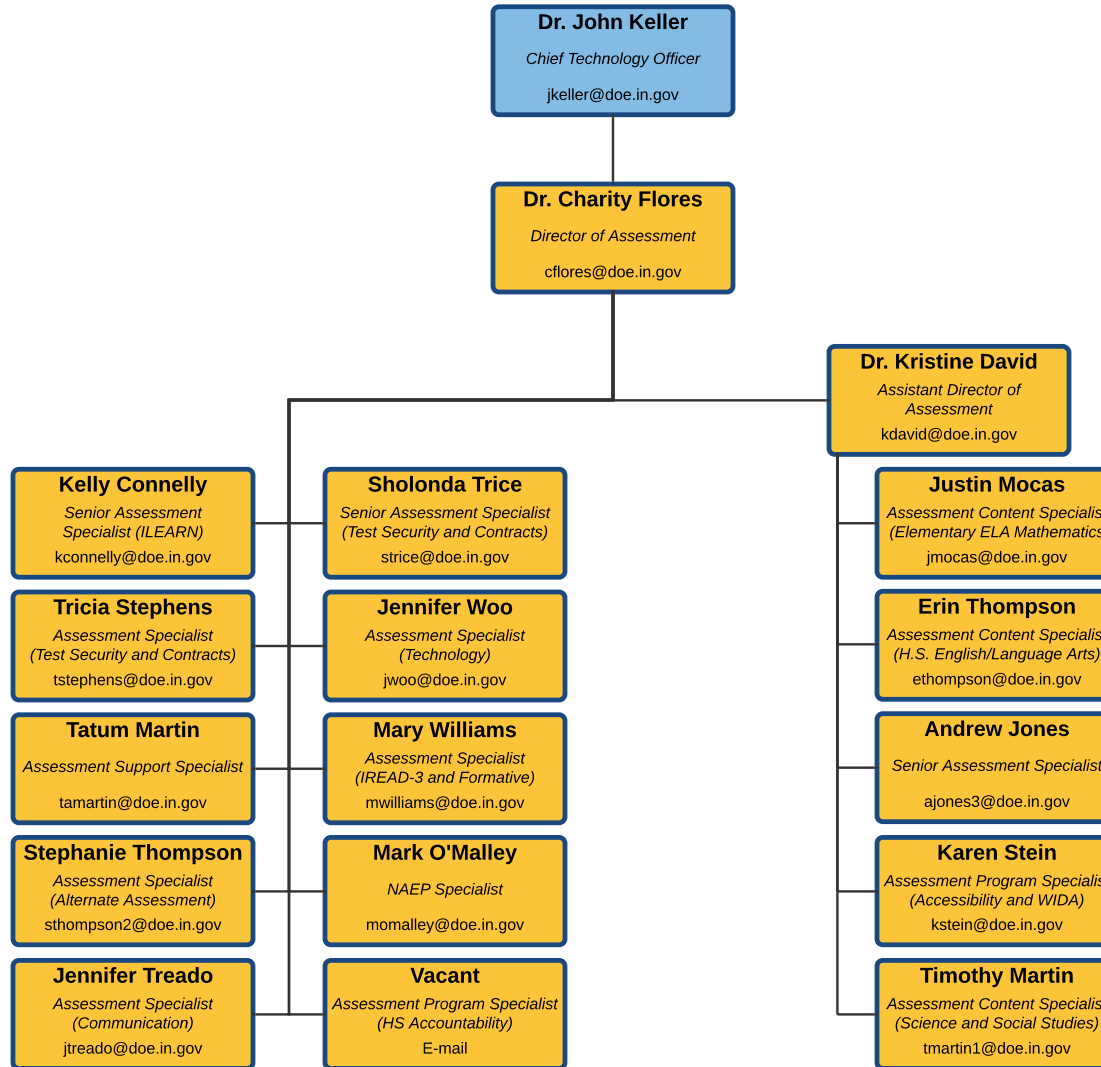 Dr. John Keller
Chief Technology Officer
jkeller@doe.in.gov
Dr. Charity Flores
Director of Assessment
cflores@doe.in.gov
Dr. Kristine David
Assistant Director of
Assessment
kdavid@doe.in.gov
Kelly Connelly
Senior Assessment
Specialist (ILEARN)
kconnelly@doe.in.gov
Sholonda Trice
Senior Assessment Specialist
(Test Security and Contracts)
strice@doe.in.gov
Justin Mocas
Assessment Content Specialis
(Elementary ELA Mathematics
jmocas@doe.in.gov
Tricia Stephens
Assessment Specialist
(Test Security and Contracts)
tstephens@doe.in.gov
Jennifer Woo
Assessment Specialist
(Technology)
jwoo@doe.in.gov
Erin Thompson
Assessment Content Specialis
(H.S. English/Language Arts)
ethompson@doe.in.gov
Tatum Martin
Assessment Support Specialist
tamartin@doe.in.gov
Mary Williams
Assessment Specialist
(IREAD-3 and Formative)
mwilliams@doe.in.gov
Andrew Jones
Senior Assessment Specialist
ajones3@doe.in.gov
Stephanie Thompson
Assessment Specialist
(Alternate Assessment)
sthompson2@doe.in.gov
Mark O'Malley
NAEP Specialist
momalley@doe.in.gov
Karen Stein
Assessment Program Specialis
(Accessibility and WIDA)
kstein@doe.in.gov
Jennifer Treado
Assessment Specialist
(Communication)
jtreado@doe.in.gov
Vacant
Assessment Program Specialist
(HS Accountability)
E-mail
Timothy Martin
Assessment Content Specialis
(Science and Social Studies)
tmartin1@doe.in.gov